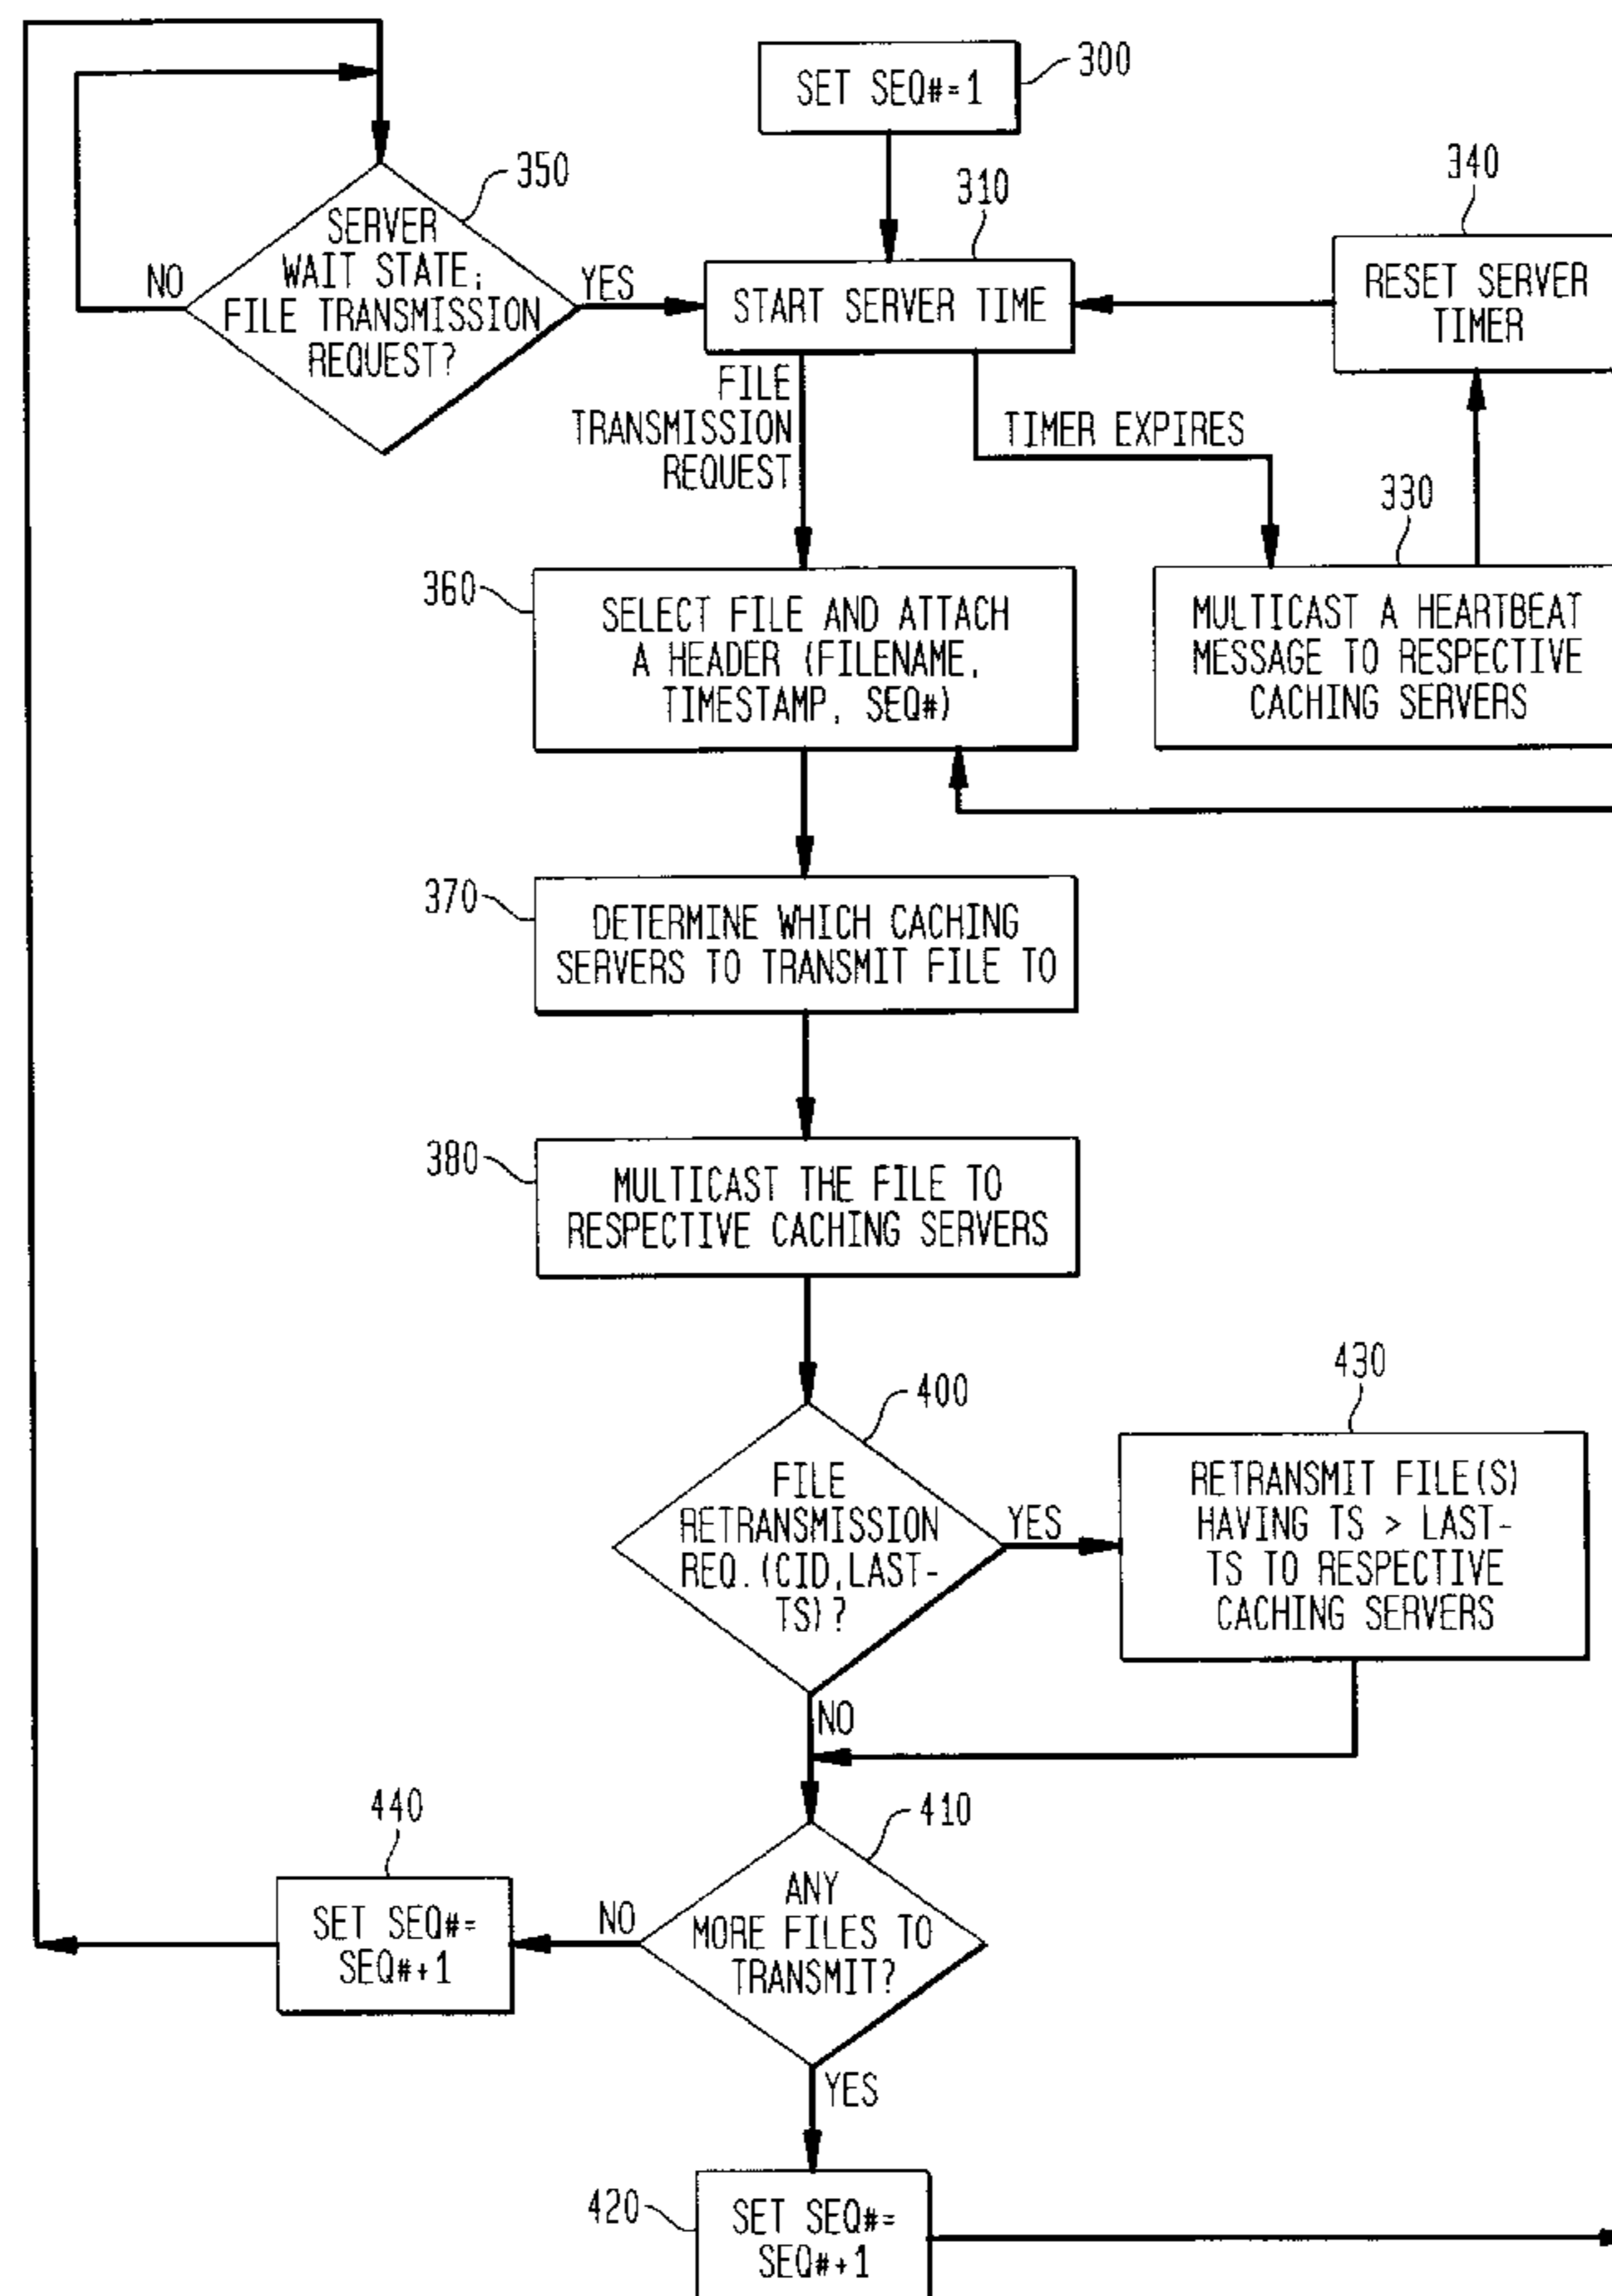 300
SET SEQ#=1
350
340
310
SERVER
WAIT STATE;
FILE TRANSMISSION
REQUEST?
NO
YES
START SERVER TIME
RESET SERVER
TIMER
FILE
TRANSMISSION
REQUEST
TIMER EXPIRES
330
360
SELECT FILE AND ATTACH
A HEADER (FILENAME,
TIMESTAMP, SEQ#)
MULTICAST A HEARTBEAT
MESSAGE TO RESPECTIVE
CACHING SERVERS
370
DETERMINE WHICH CACHING
SERVERS TO TRANSMIT FILE TO
380
MULTICAST THE FILE TO
RESPECTIVE CACHING SERVERS
400
430
FILE
RETRANSMISSION
REQ.(CID,LAST-
TS)?
YES
RETRANSMIT FILE(S)
HAVING TS > LAST-
TS TO RESPECTIVE
CACHING SERVERS
NO
440
410
SET SEQ#=
SEQ#+1
NO
ANY
MORE FILES TO
TRANSMIT?
YES
420
SET SEQ#=
SEQ#+1